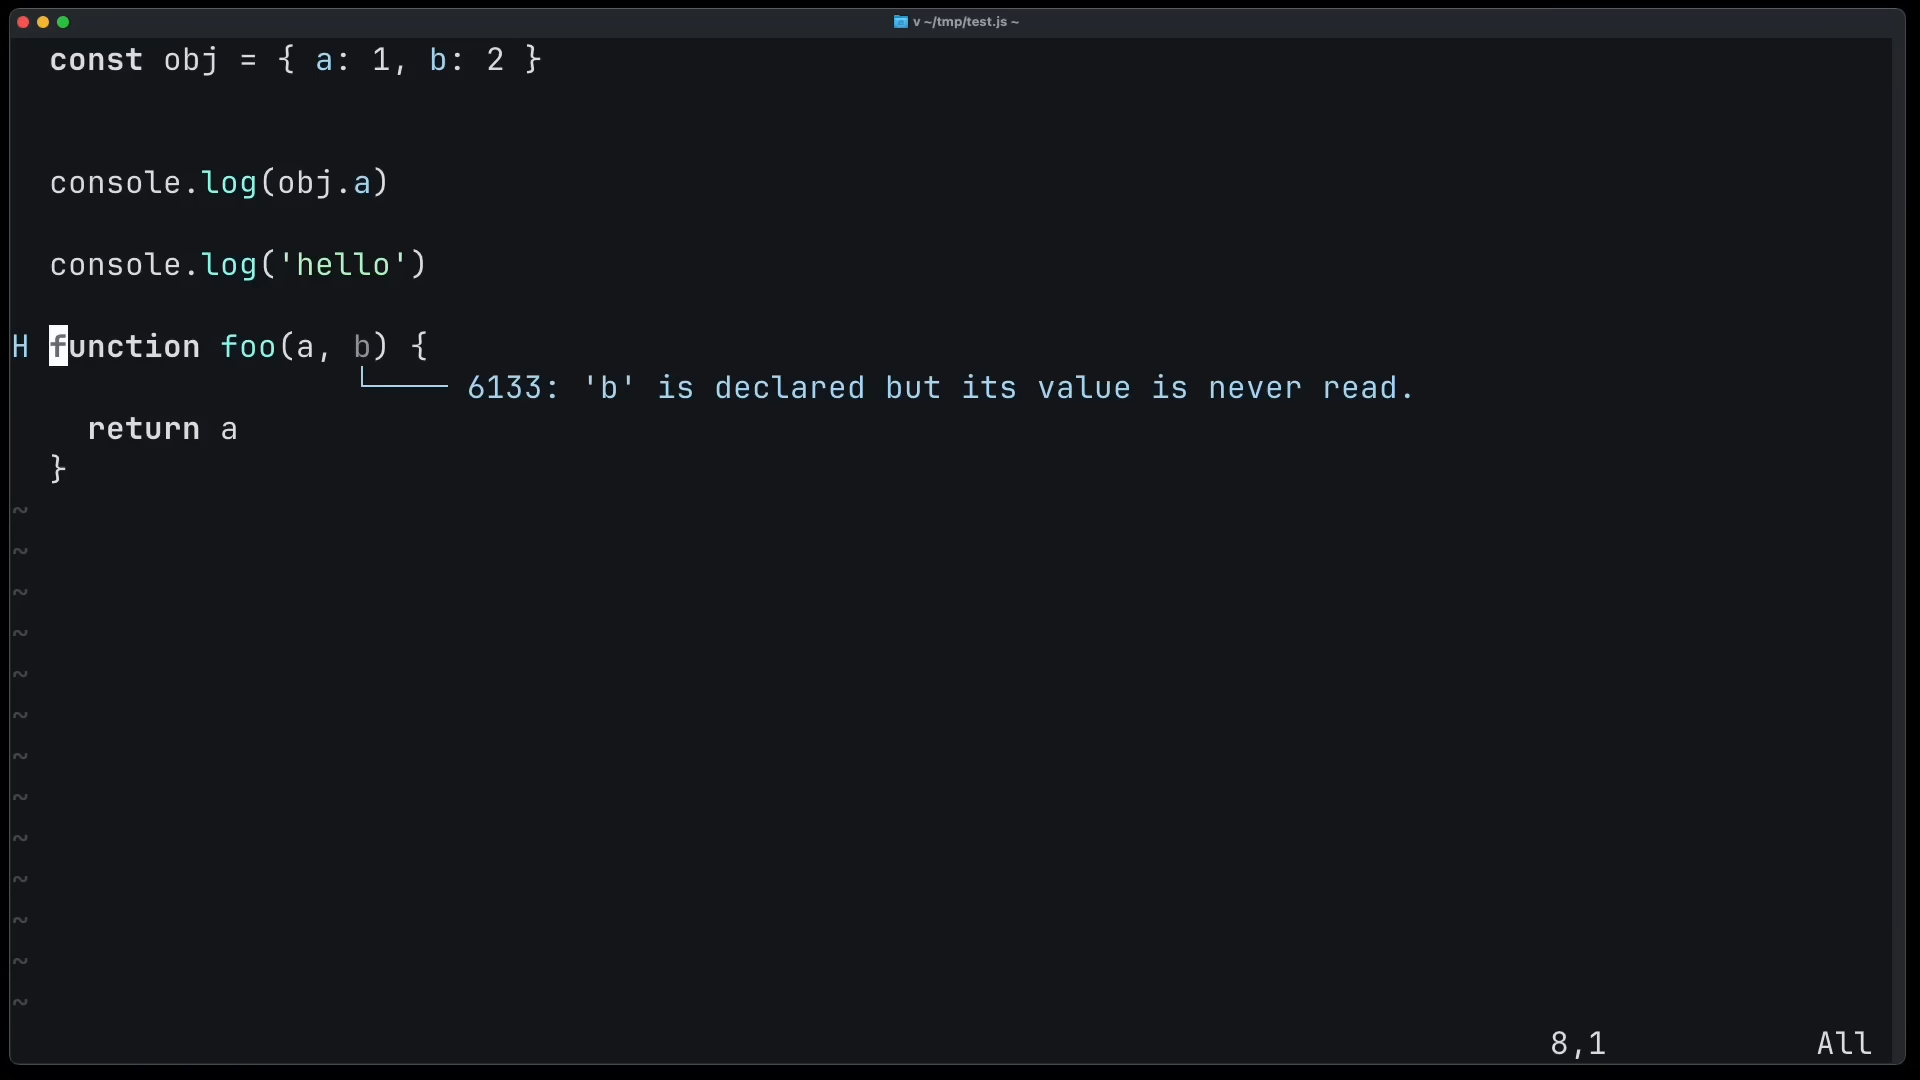 v ~/tmp/test.js ~
const obj = { a: 1, b: 2 }
console.log(obj.a)
console.log('hello')
H function foo(a, b) {
6133: 'b' is declared but its value is never read.
return a
}
~
~
~
~
~
~
~
~
~
~
~
~
~
8,1 All